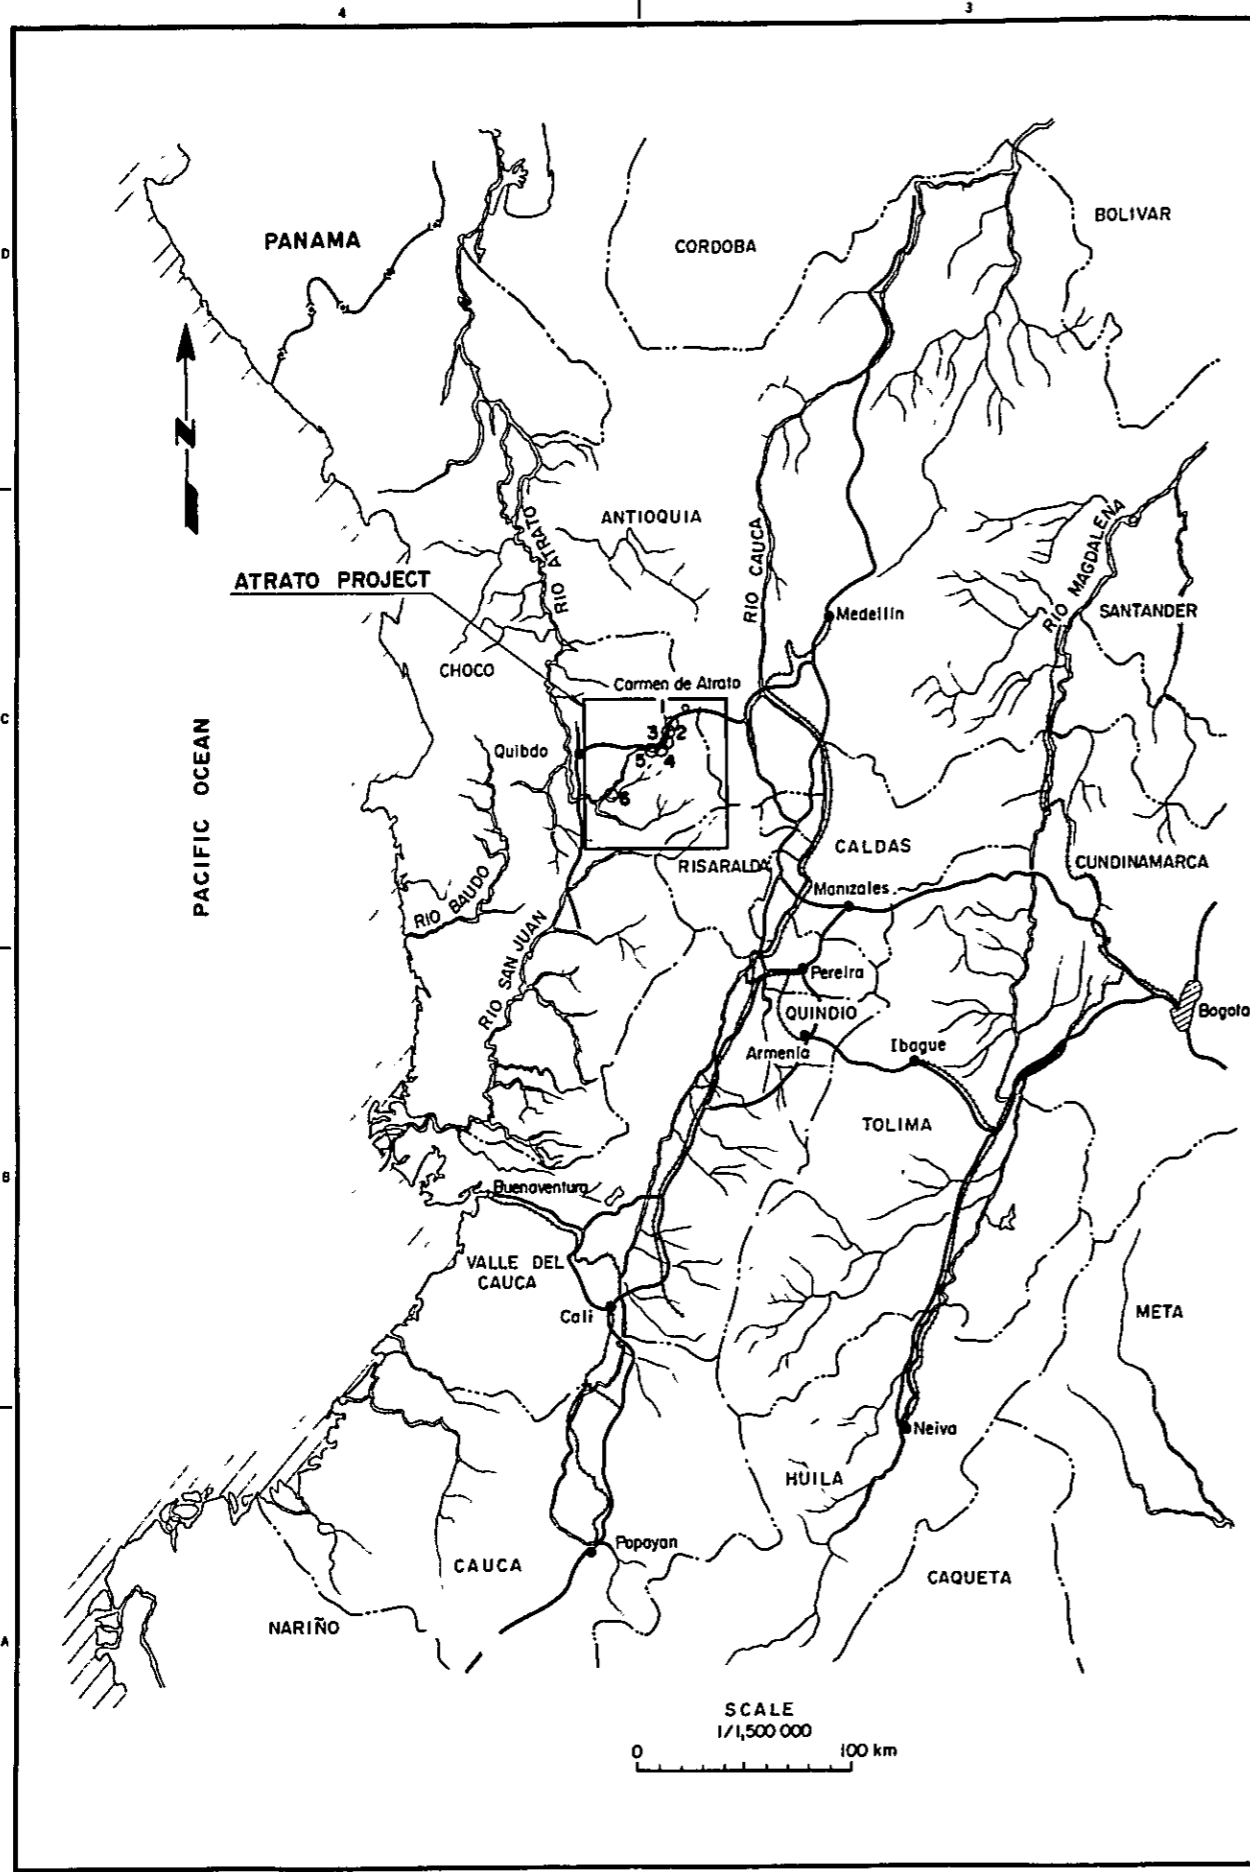 4
3
D
C
B
A
BOLIVAR
PANAMA
CORDOBA
N
RIO ATRATO
ANTIOQUIA
RIO CAUCA
RIO MAGDALENA
ATRATO PROJECT
Medellin
SANTANDER
CHOCO
Carmen de Atrato
PACIFIC OCEAN
Quibdo
3
2
5
4
6
CALDAS
RISARALDA
CUNDINAMARCA
Manizales
RIO BAUDO
RIO SAN JUAN
Pereira
QUINDIO
Bogota
Armenia
Ibague
TOLIMA
Buenaventura
VALLE DEL
CAUCA
Cali
META
Neiva
HUILA
Popayan
CAUCA
CAQUETA
NARIÑO
SCALE
1/1,500 000
0
100 km